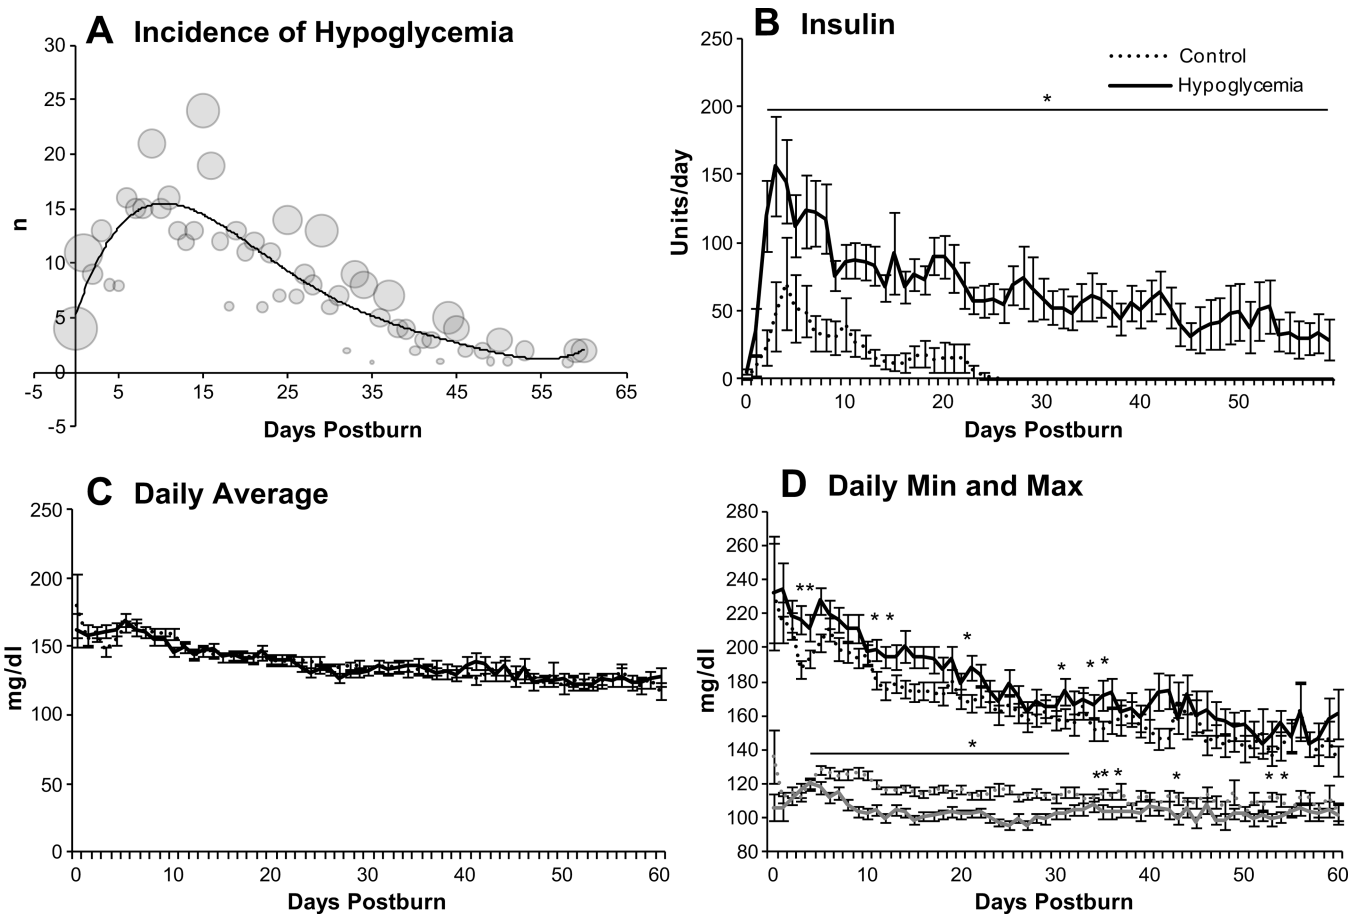 A Incidence of Hypoglycemia
30
25
20
15
10
5
0
-5
n
-5 5 15 25 35 45 55 65
Days Postburn
B Insulin
Control
Hypoglycemia
*
250
200
150
100
50
0
Units/day
0 10 20 30 40 50
Days Postburn
C Daily Average
250
200
150
100
50
0
mg/dl
0 10 20 30 40 50 60
Days Postburn
D Daily Min and Max
280
260
240
220
200
180
160
140
120
100
80
mg/dl
**
* *
*
* * *
*
** * * * *
0 10 20 30 40 50 60
Days Postburn